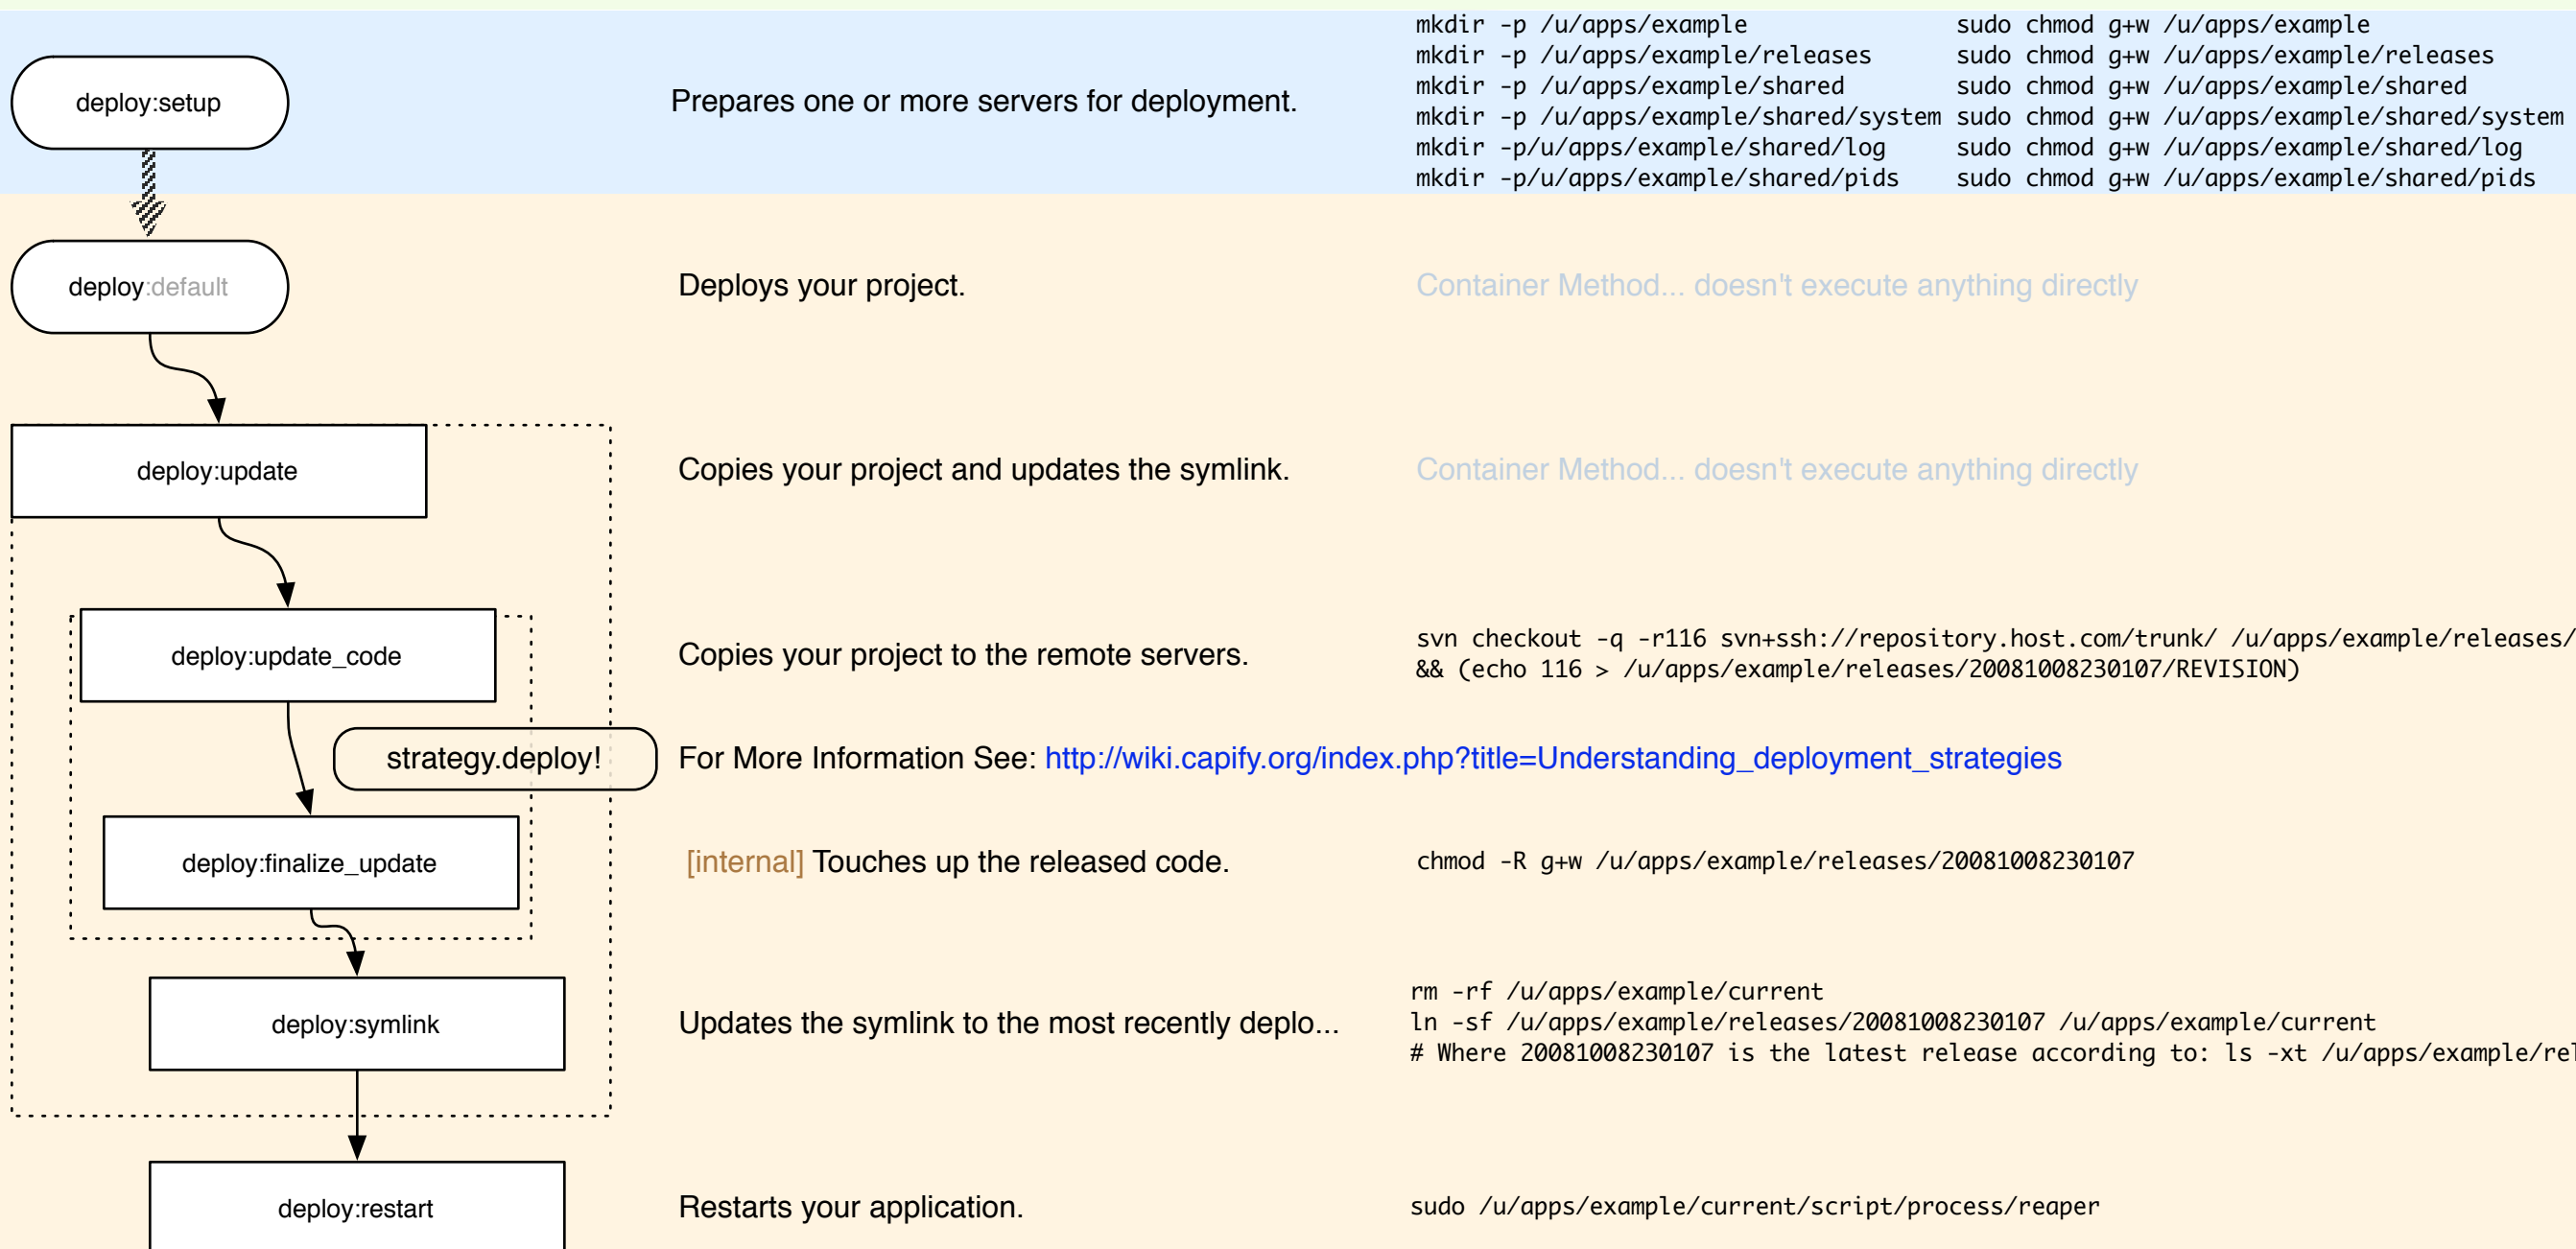 deploy:setup
Prepares one or more servers for deployment.
mkdir -p /u/apps/example sudo chmod g+w /u/apps/example
mkdir -p /u/apps/example/releases sudo chmod g+w /u/apps/example/releases
mkdir -p /u/apps/example/shared sudo chmod g+w /u/apps/example/shared
mkdir -p /u/apps/example/shared/system sudo chmod g+w /u/apps/example/shared/system
mkdir -p/u/apps/example/shared/log sudo chmod g+w /u/apps/example/shared/log
mkdir -p/u/apps/example/shared/pids sudo chmod g+w /u/apps/example/shared/pids
deploy:default
Deploys your project.
Container Method... doesn't execute anything directly
deploy:update
Copies your project and updates the symlink.
Container Method... doesn't execute anything directly
deploy:update_code
Copies your project to the remote servers.
svn checkout -q -r116 svn+ssh://repository.host.com/trunk/ /u/apps/example/releases/
&& (echo 116 > /u/apps/example/releases/20081008230107/REVISION)
strategy.deploy!
For More Information See: http://wiki.capify.org/index.php?title=Understanding_deployment_strategies
deploy:finalize_update
[internal] Touches up the released code.
chmod -R g+w /u/apps/example/releases/20081008230107
deploy:symlink
Updates the symlink to the most recently deplo...
rm -rf /u/apps/example/current
ln -sf /u/apps/example/releases/20081008230107 /u/apps/example/current
# Where 20081008230107 is the latest release according to: ls -xt /u/apps/example/rel
deploy:restart
Restarts your application.
sudo /u/apps/example/current/script/process/reaper